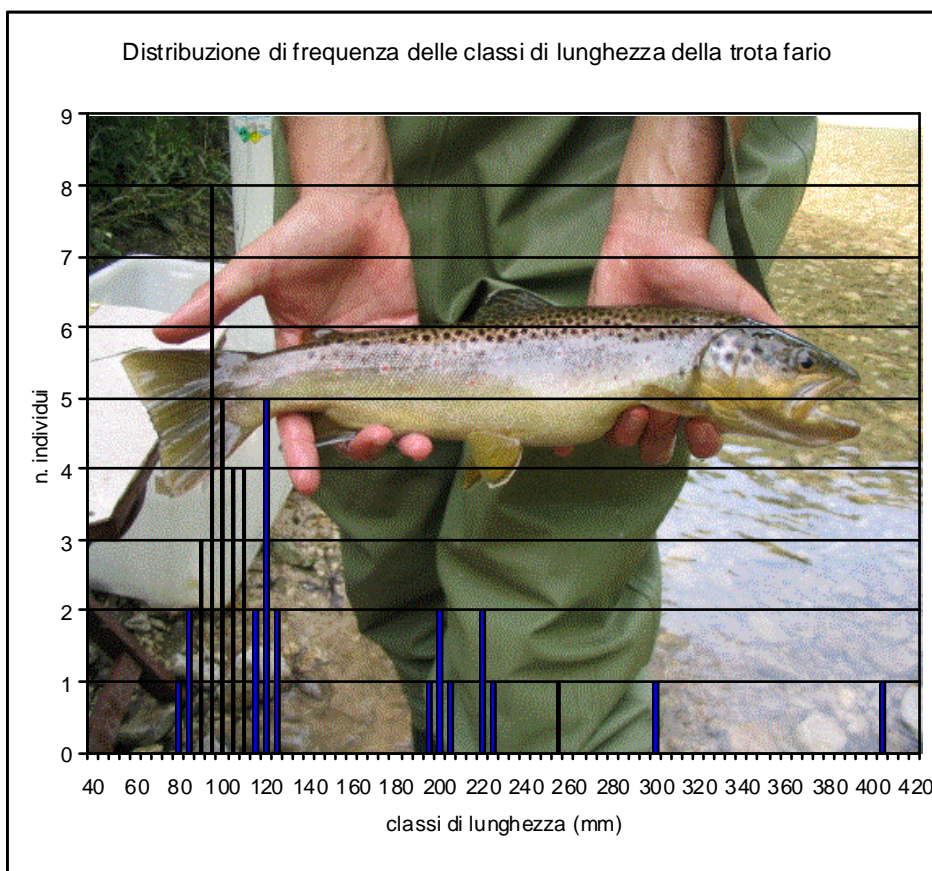 Distribuzione di frequenza delle classi di lunghezza della trota fario
9
8
7
6
5
4
3
2
1
0
n. individui
40 60 80 100 120 140 160 180 200 220 240 260 280 300 320 340 360 380 400 420
classi di lunghezza (mm)